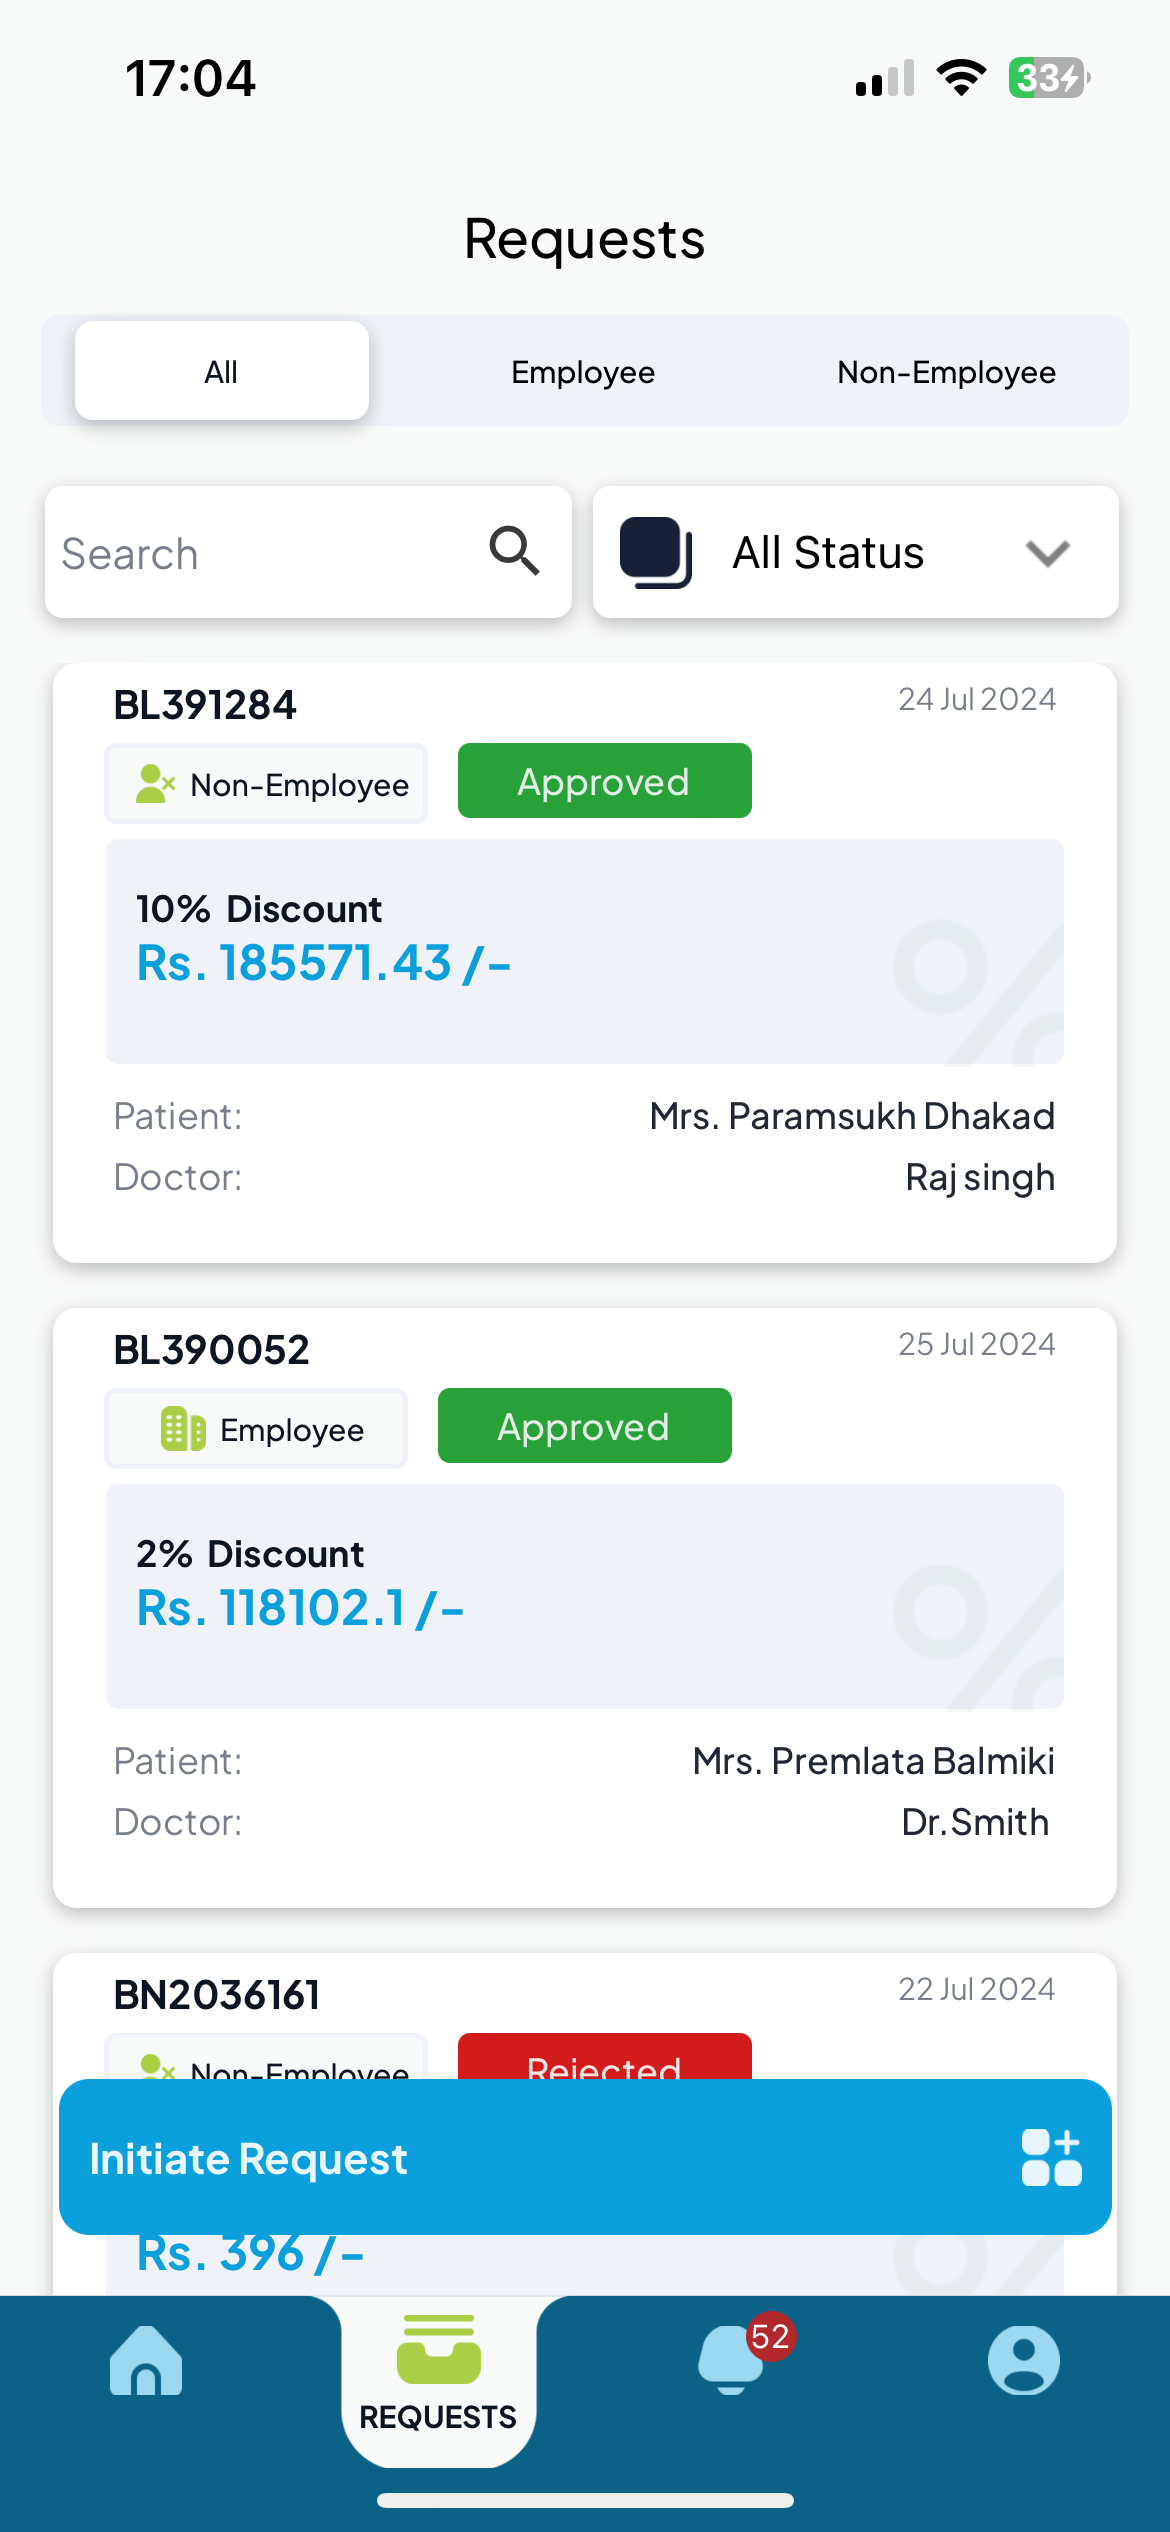 17:04
33
Requests
All Employee Non-Employee
Search
All Status
BL391284 24 Jul 2024
Non-Employee Approved
10% Discount
Rs. 185571.43 /-
Patient: Mrs. Paramsukh Dhakad
Doctor: Raj singh
BL390052 25 Jul 2024
Employee Approved
2% Discount
Rs. 118102.1 /-
Patient: Mrs. Premlata Balmiki
Doctor: Dr.Smith
BN2036161 22 Jul 2024
Non-Employee Rejected
Initiate Request
Rs. 396 /-
52
REQUESTS